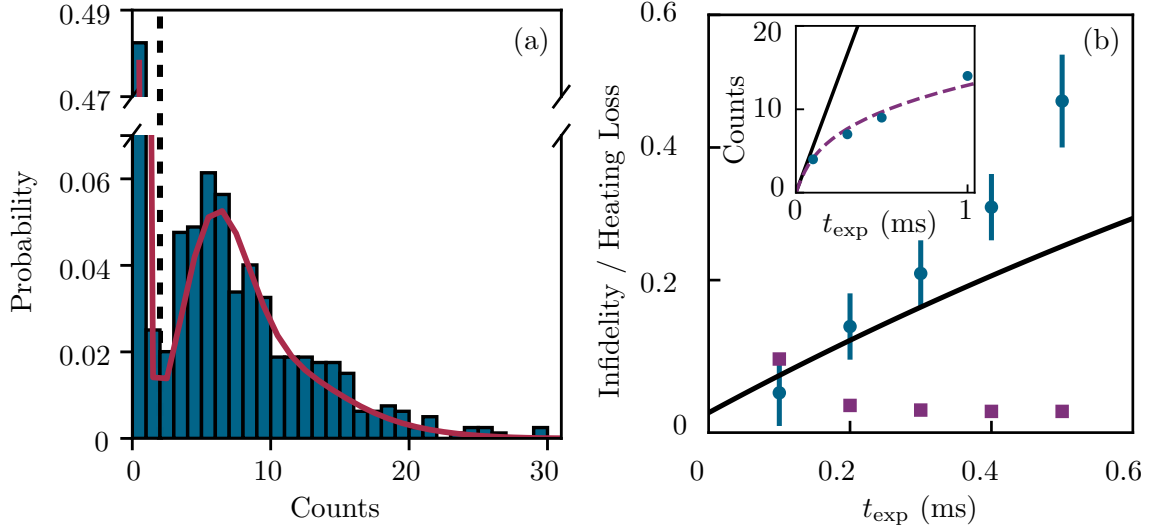 (a)
0.49
0.47
0.06
0.04
0.02
0
Probability
0 10 20 30
Counts
(b)
0.6
0.4
0.2
0
Infidelity / Heating Loss
0 0.2 0.4 0.6
t_exp (ms)
20
10
0
Counts
0 1
t_exp (ms)